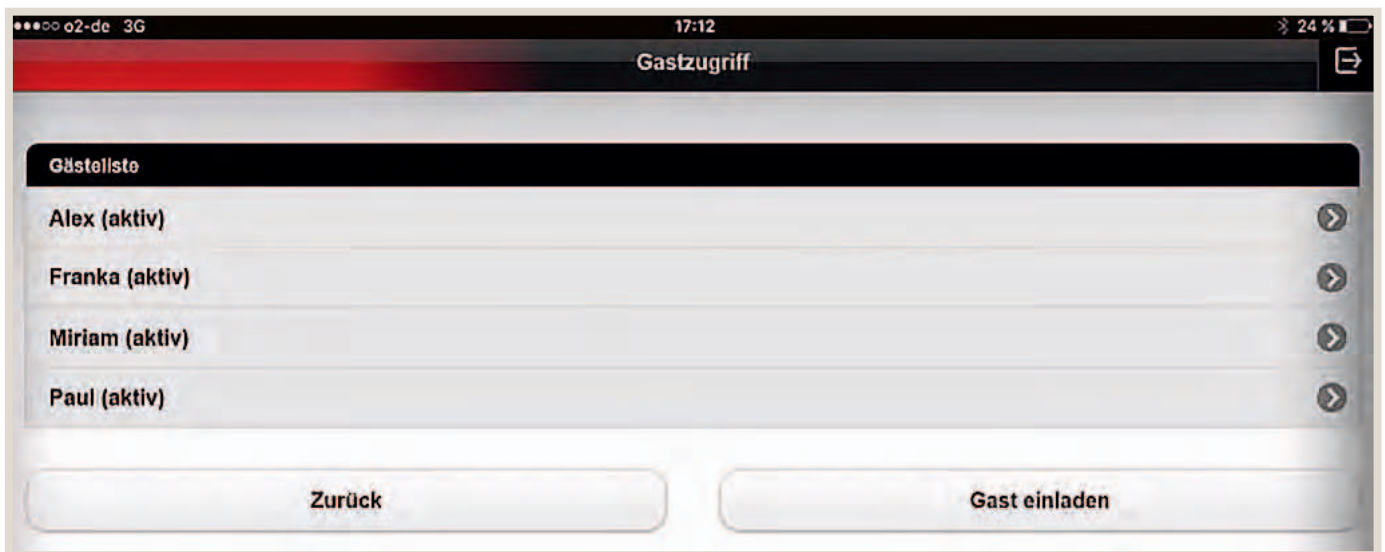 o2-de 3G 17:12 24 %
Gastzugriff
Gästeliste
Alex (aktiv)
Franka (aktiv)
Miriam (aktiv)
Paul (aktiv)
Zurück Gast einladen